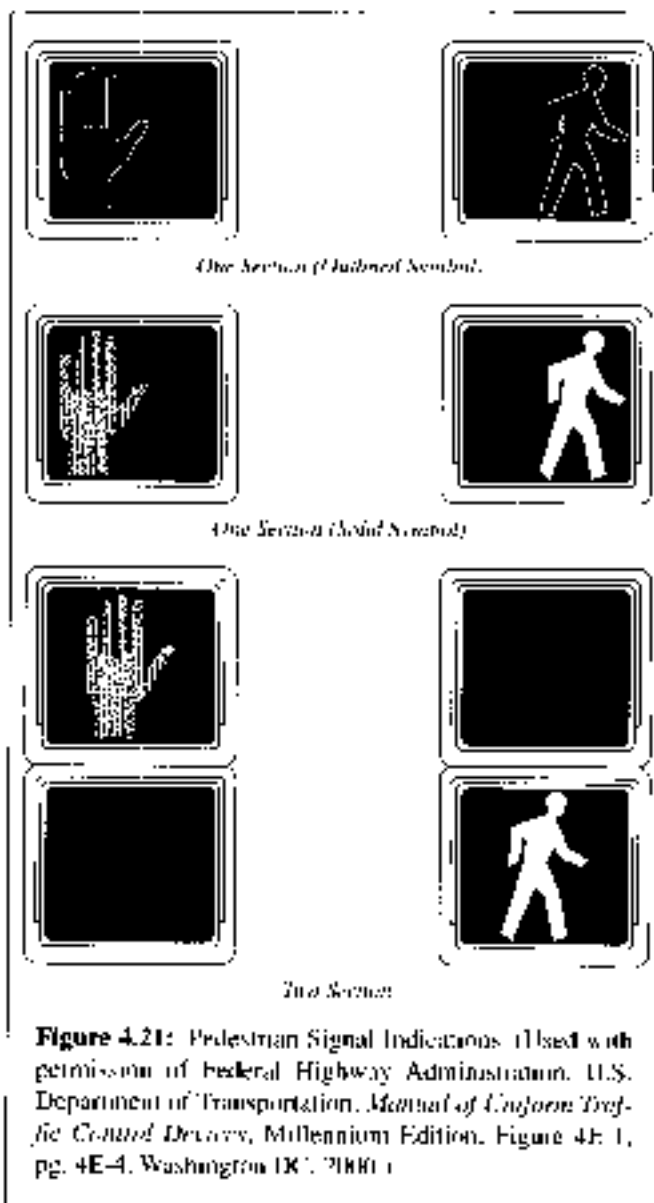 One Section (Outlined Symbol)
One Section (Solid Symbol)
Two Section
Figure 4.21: Pedestrian Signal Indications (Used with
permission of Federal Highway Administration, U.S.
Department of Transportation, Manual of Uniform Traf-
fic Control Devices, Millennium Edition, Figure 4E-1,
pg. 4E-4, Washington DC, 2000.)